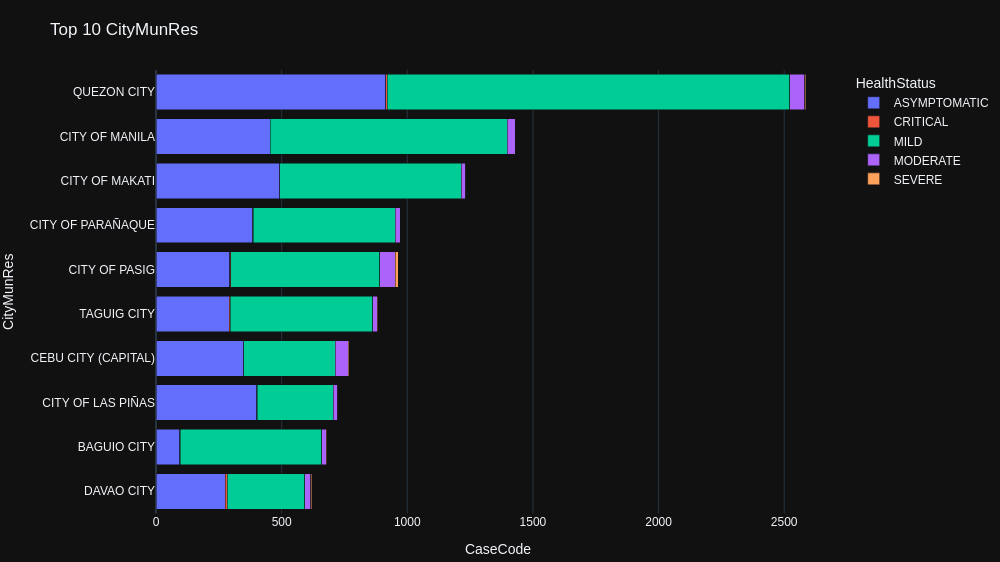 Top 10 CityMunRes
HealthStatus
ASYMPTOMATIC
CRITICAL
MILD
MODERATE
SEVERE
CityMunRes
QUEZON CITY
CITY OF MANILA
CITY OF MAKATI
CITY OF PARAÑAQUE
CITY OF PASIG
TAGUIG CITY
CEBU CITY (CAPITAL)
CITY OF LAS PIÑAS
BAGUIO CITY
DAVAO CITY
0 500 1000 1500 2000 2500
CaseCode